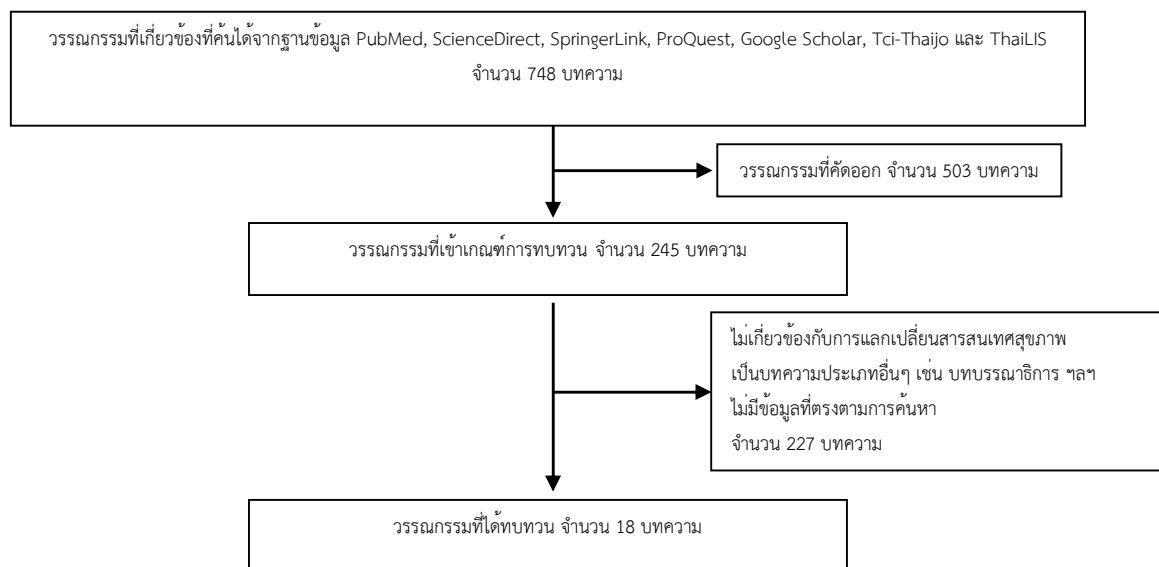 วรรณกรรมที่เกี่ยวข้องที่ค้นได้จากฐานข้อมูล PubMed, ScienceDirect, SpringerLink, ProQuest, Google Scholar, Tci-Thaijo และ ThaiLIS
จำนวน 748 บทความ
วรรณกรรมที่คัดออก จำนวน 503 บทความ
วรรณกรรมที่เข้าเกณฑ์การทบทวน จำนวน 245 บทความ
ไม่เกี่ยวข้องกับการแลกเปลี่ยนสารสนเทศสุขภาพ
เป็นบทความประเภทอื่นๆ เช่น บทบรรณาธิการ ฯลฯ
ไม่มีข้อมูลที่ตรงตามการค้นหา
จำนวน 227 บทความ
วรรณกรรมที่ได้ทบทวน จำนวน 18 บทความ